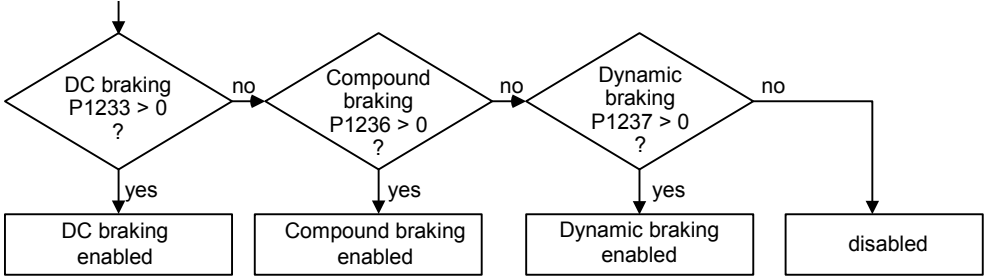 DC braking
P1233 > 0
?
no
Compound
braking
P1236 > 0
?
no
Dynamic
braking
P1237 > 0
?
no
yes
yes
yes
DC braking
enabled
Compound braking
enabled
Dynamic braking
enabled
disabled